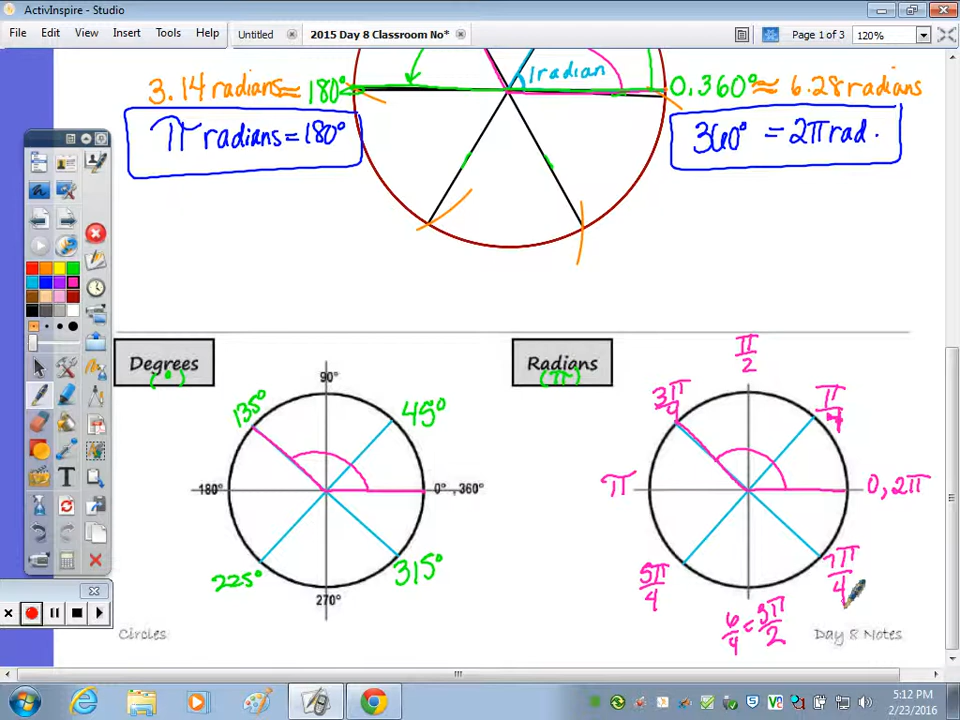 ActivInspire - Studio
File Edit View Insert Tools Help
Untitled
2015 Day 8 Classroom No*
Page 1 of 3
120%
1 radian
3.14 radians ≈ 180°
0, 360° ≈ 6.28 radians
π radians = 180°
360° = 2π rad.
Degrees
(°)
Radians
(π)
90°
135°
45°
180°
0°, 360°
225°
315°
270°
π/2
3π/4
π/4
π
0, 2π
5π/4
7π/4
6/4 = 3π/2
Circles
Day 8 Notes
5:12 PM
2/23/2016